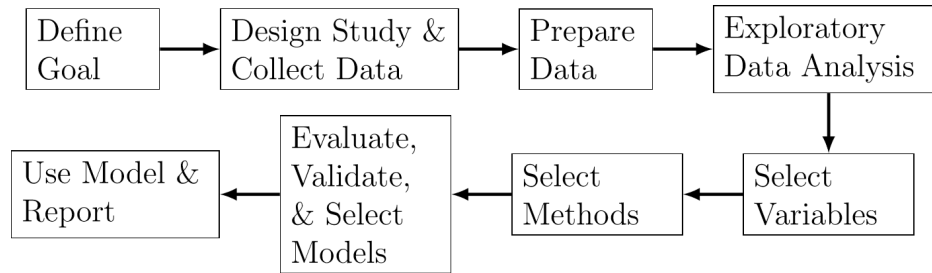 Define
Goal
Design Study &
Collect Data
Prepare
Data
Exploratory
Data Analysis
Select
Variables
Select
Methods
Evaluate,
Validate,
& Select
Models
Use Model &
Report